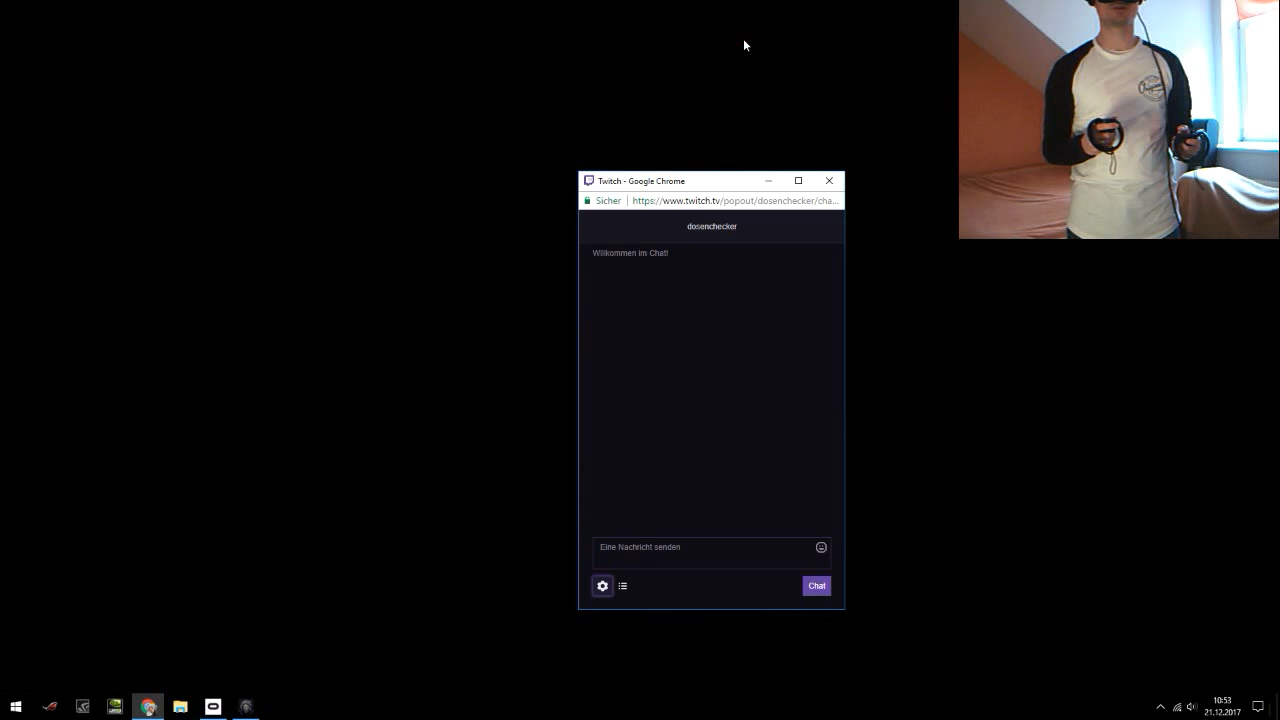 Twitch - Google Chrome
Sicher https://www.twitch.tv/popout/dosenchecker/cha...
dosenchecker
Willkommen im Chat!
Eine Nachricht senden
Chat
10:53
21.12.2017